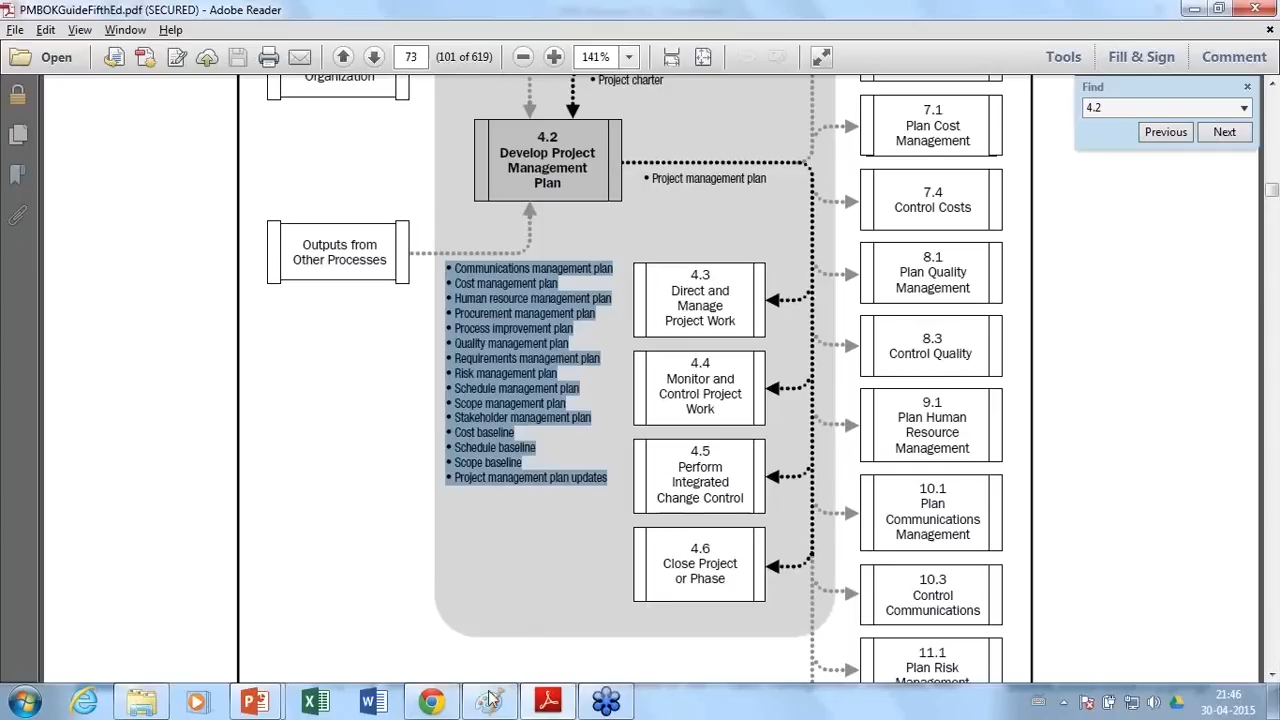 PMBOKGuideFifthEd.pdf (SECURED) - Adobe Reader
File Edit View Window Help
Open 73 (101 of 619) 141% Tools Fill & Sign Comment
Find
4.2
Previous Next
Organization
• Project charter
4.2
Develop Project
Management
Plan
• Project management plan
Outputs from
Other Processes
• Communications management plan
• Cost management plan
• Human resource management plan
• Procurement management plan
• Process improvement plan
• Quality management plan
• Requirements management plan
• Risk management plan
• Schedule management plan
• Scope management plan
• Stakeholder management plan
• Cost baseline
• Schedule baseline
• Scope baseline
• Project management plan updates
4.3
Direct and
Manage
Project Work
4.4
Monitor and
Control Project
Work
4.5
Perform
Integrated
Change Control
4.6
Close Project
or Phase
7.1
Plan Cost
Management
7.4
Control Costs
8.1
Plan Quality
Management
8.3
Control Quality
9.1
Plan Human
Resource
Management
10.1
Plan
Communications
Management
10.3
Control
Communications
11.1
Plan Risk
21:46
30-04-2015